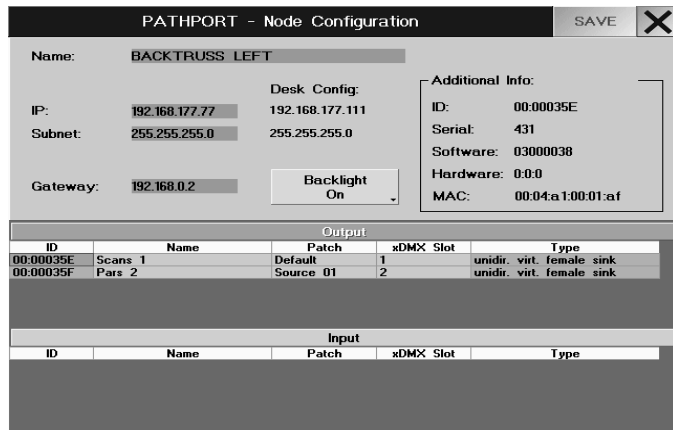 PATHPORT - Node Configuration SAVE
Name: BACKTRUSS LEFT
Desk Config:
IP: 192.168.177.77 192.168.177.111
Subnet: 255.255.255.0 255.255.255.0
Gateway: 192.168.0.2
Backlight
On
Additional Info:
ID: 00:00035E
Serial: 431
Software: 03000038
Hardware: 0:0:0
MAC: 00:04:a1:00:01:af
Output
ID Name Patch xDMX Slot Type
00:00035E Scans 1 Default 1 unidir. virt. female sink
00:00035F Pars 2 Source 01 2 unidir. virt. female sink
Input
ID Name Patch xDMX Slot Type